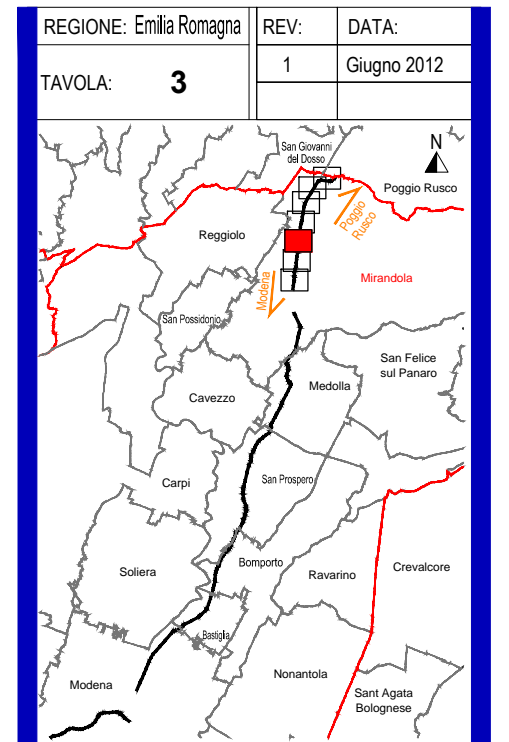 REGIONE: Emilia Romagna
REV:
DATA:
TAVOLA: 3
1
Giugno 2012
San Giovanni
del Dosso
N
Poggio Rusco
Poggio
Rusco
Reggiolo
Mirandola
Modena
San Possidonio
San Felice
sul Panaro
Medolla
Cavezzo
Carpi
San Prospero
Soliera
Bomporto
Ravarino
Crevalcore
Bastiglia
Nonantola
Modena
Sant Agata
Bolognese